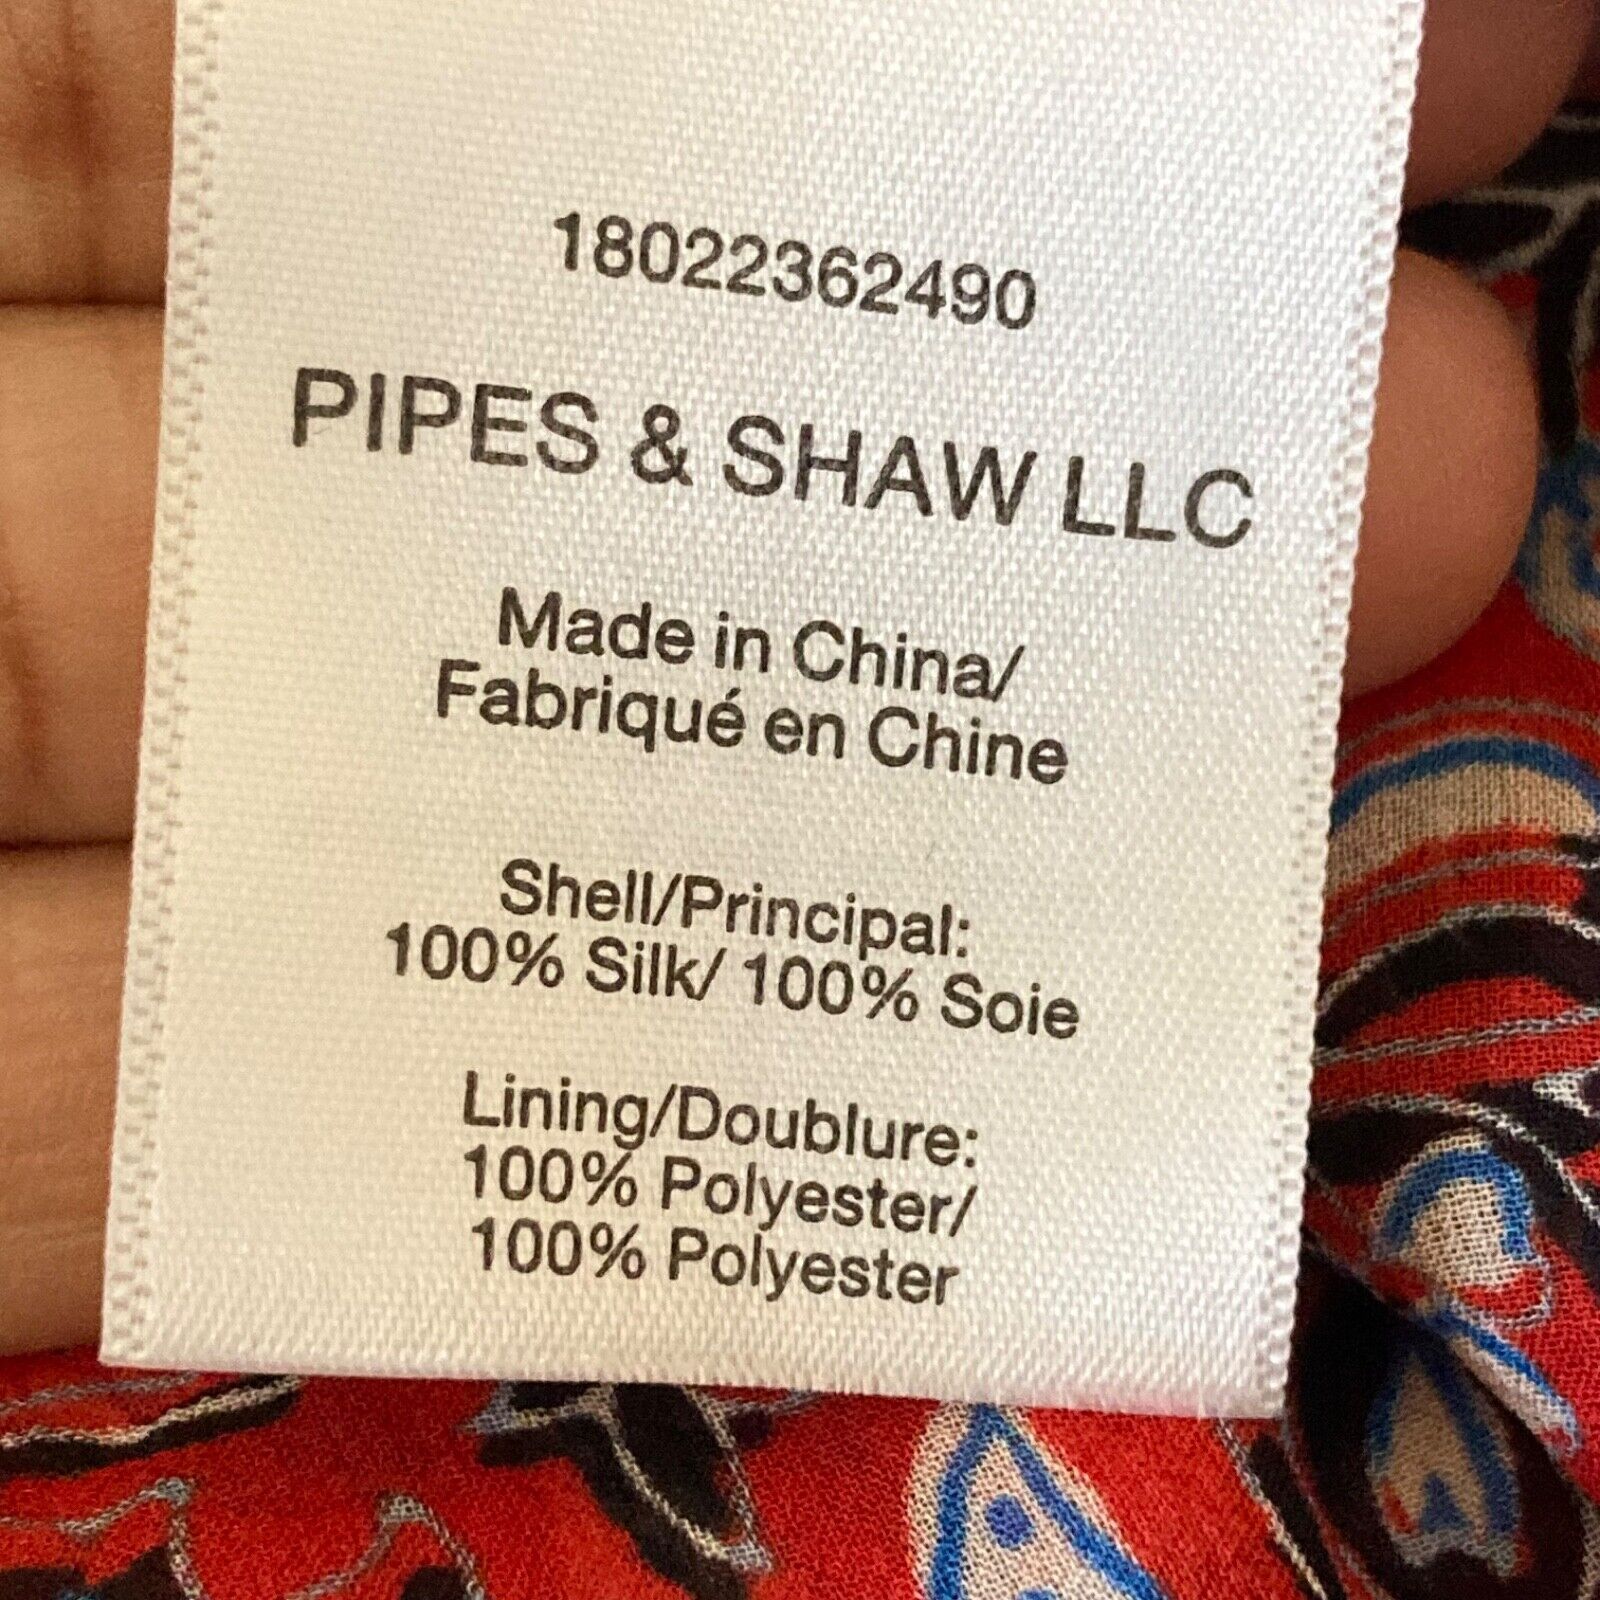 18022362490
PIPES & SHAW LLC
Made in China/
Fabriqué en Chine
Shell/Principal:
100% Silk/ 100% Soie
Lining/Doublure:
100% Polyester/
100% Polyester